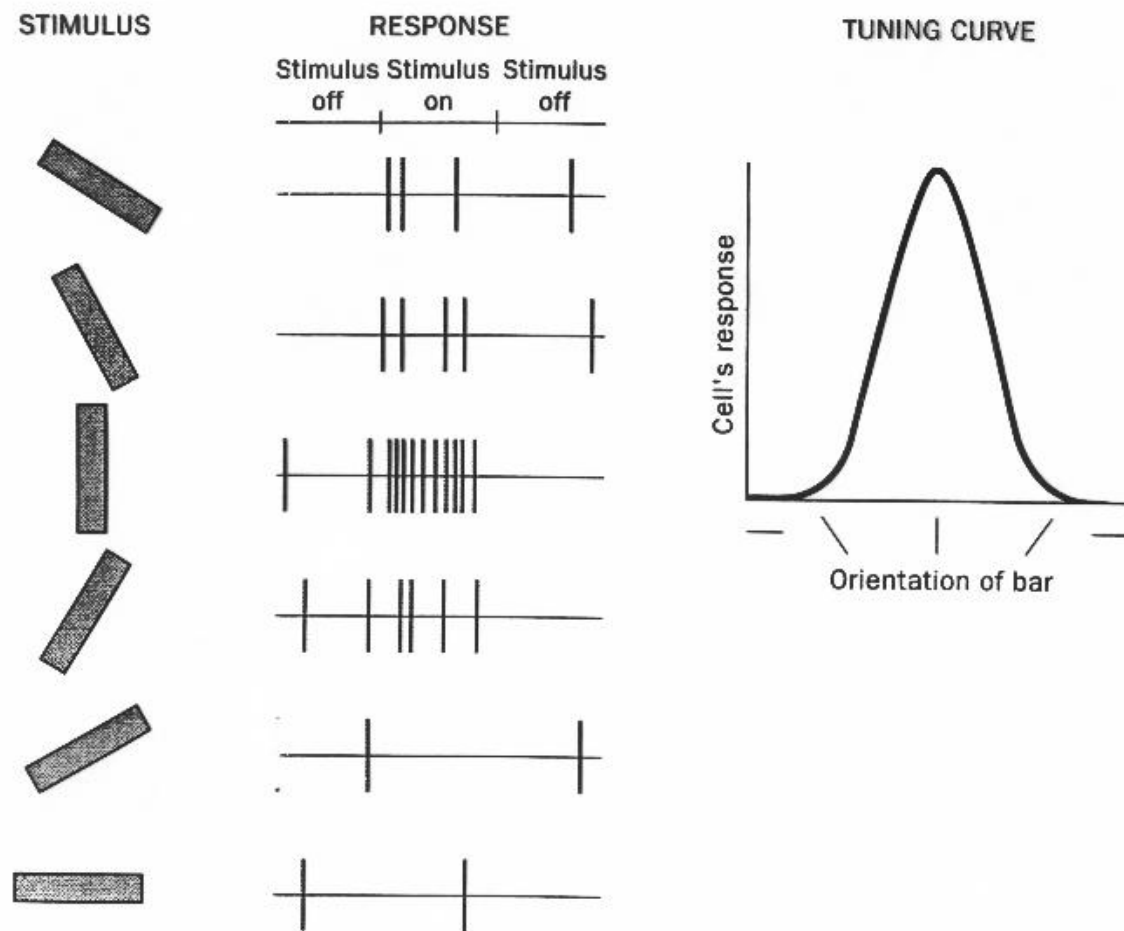 STIMULUS
RESPONSE
Stimulus Stimulus Stimulus
off on off
TUNING CURVE
Cell's response
Orientation of bar